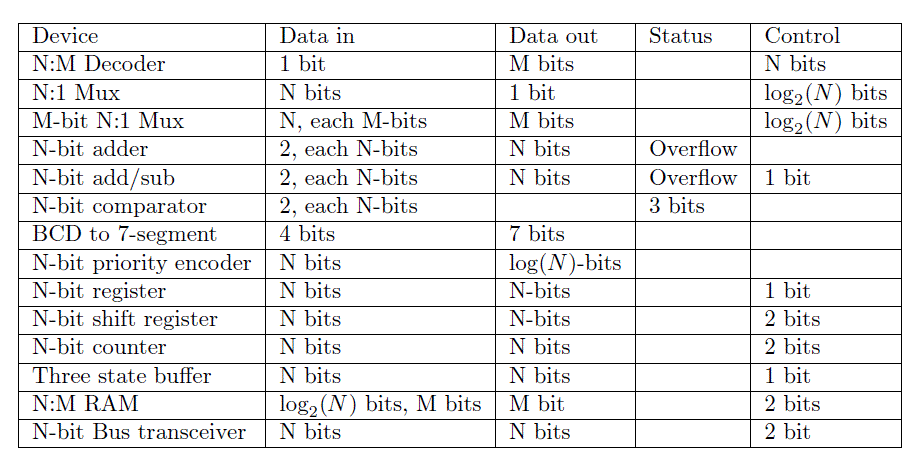 Device Data in Data out Status Control
N:M Decoder 1 bit M bits N bits
N:1 Mux N bits 1 bit log₂(N) bits
M-bit N:1 Mux N, each M-bits M bits log₂(N) bits
N-bit adder 2, each N-bits N bits Overflow
N-bit add/sub 2, each N-bits N bits Overflow 1 bit
N-bit comparator 2, each N-bits 3 bits
BCD to 7-segment 4 bits 7 bits
N-bit priority encoder N bits log(N)-bits
N-bit register N bits N-bits 1 bit
N-bit shift register N bits N-bits 2 bits
N-bit counter N bits N bits 2 bits
Three state buffer N bits N bits 1 bit
N:M RAM log₂(N) bits, M bits M bit 2 bits
N-bit Bus transceiver N bits N bits 2 bit